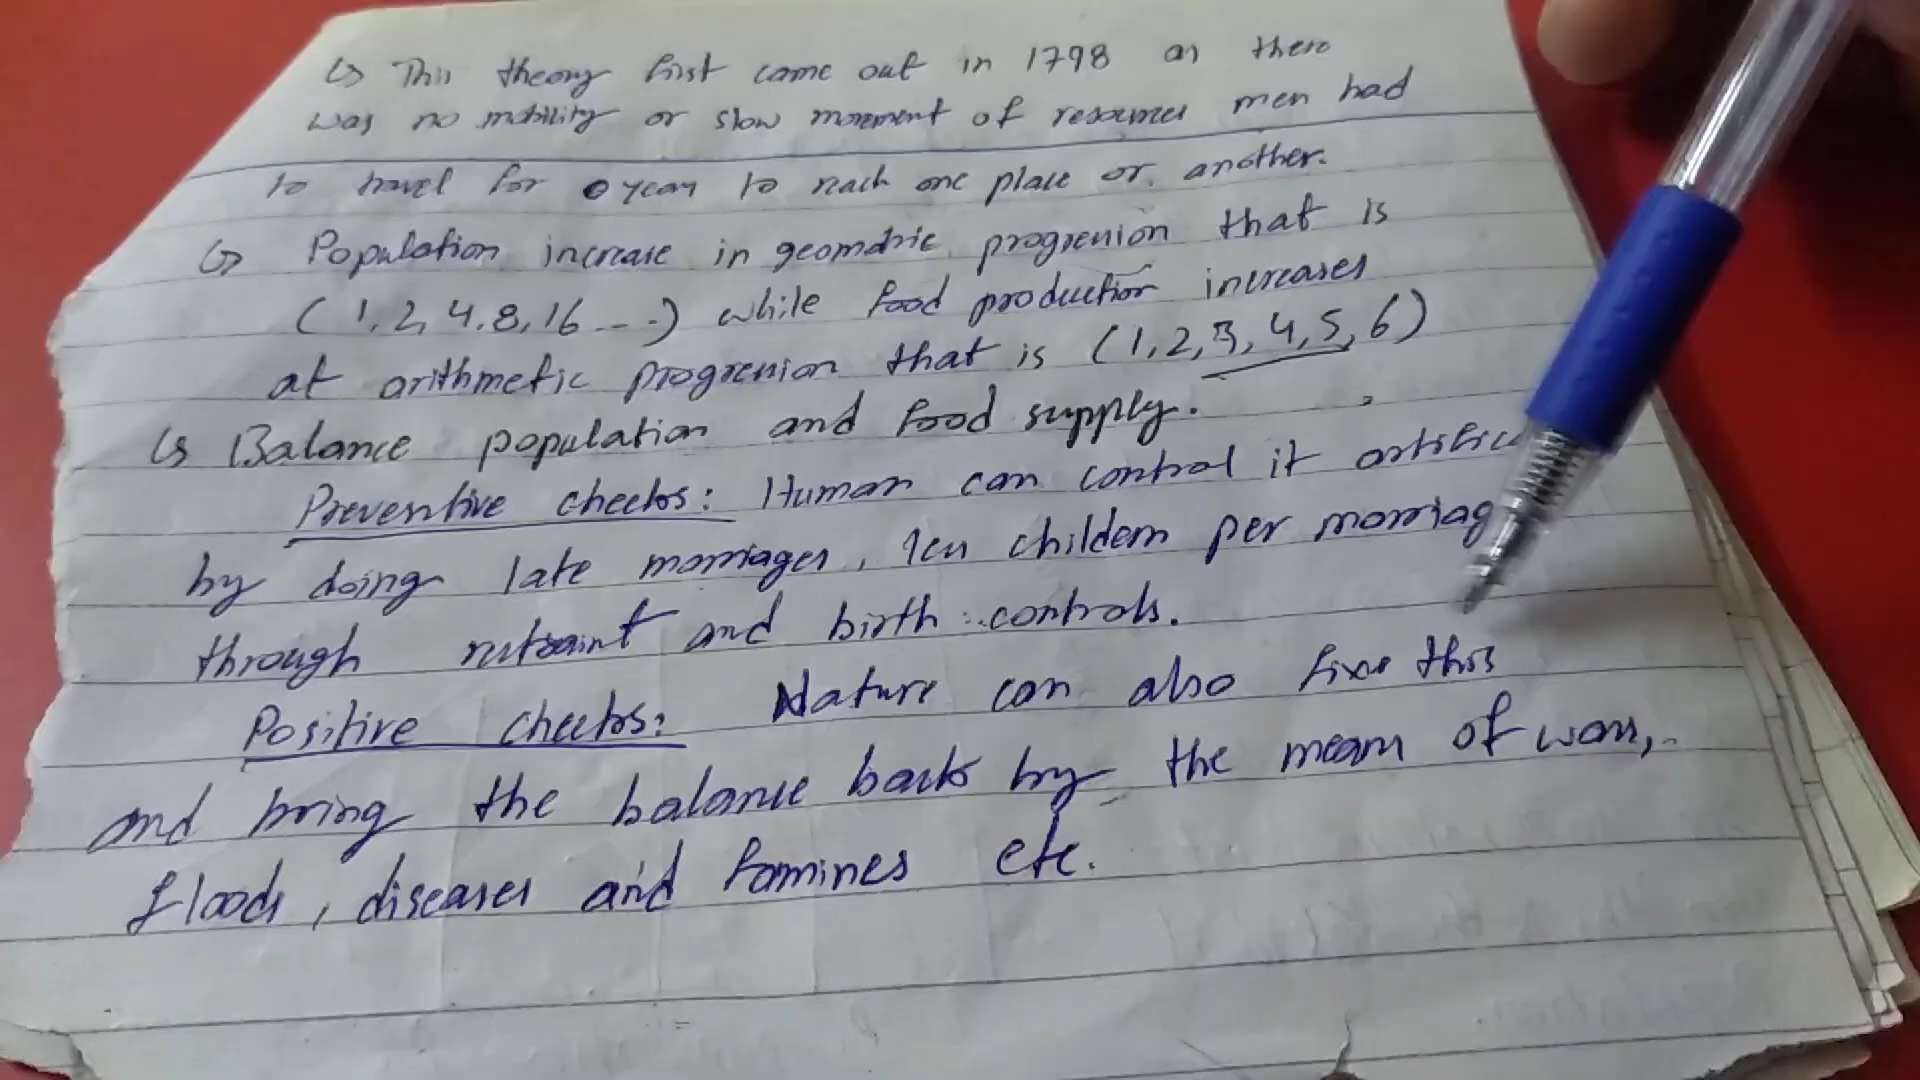 ↳ This theory first came out in 1798 as there
was no mobility or slow movement of resources men had
to travel for a year to reach one place or another.
↳ Population increase in geometric progression that is
(1,2,4,8,16---) while food production increases
at arithmetic progression that is (1,2,3,4,5,6)
↳ Balance population and food supply.
Preventive checks: Human can control it artific
by doing late marriages, less childern per marriag
through restraint and birth controls.
Positive checks: Nature can also fixe this
and bring the balance back by the mean of wars,
floods, diseases and famines etc.